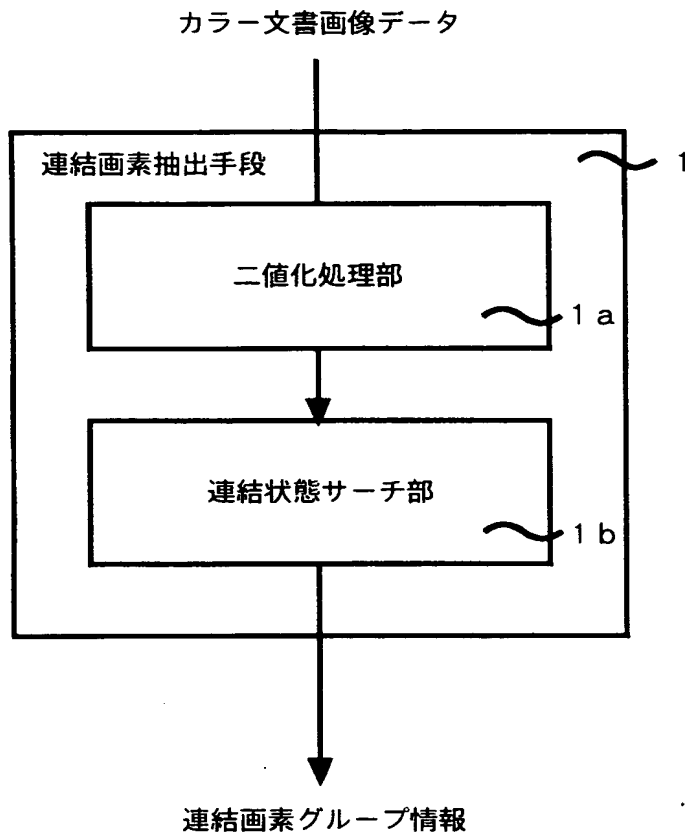 カラー文書画像データ
連結画素抽出手段
1
二値化処理部
1a
連結状態サーチ部
1b
連結画素グループ情報